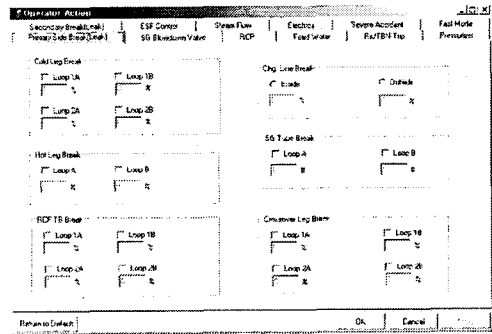 Operator Action
Secondary Break(Leak) ESF Control Steam Flow Electrical Severe Accident Fast Mode
Primary Side Break(Leak) SG Blowdown Valve RCP Feed Water Rx/TBN Trip Pressurizer
Cold Leg Break
Loop 1A Loop 1B
% %
Loop 2A Loop 2B
% %
Chg. Line Break
Inside Outside
% %
Hot Leg Break
Loop A Loop B
% %
SG Tube Break
Loop A Loop B
% %
RCP TB Break
Loop 1A Loop 1B
% %
Loop 2A Loop 2B
% %
Crossover Leg Break
Loop 1A Loop 1B
% %
Loop 2A Loop 2B
% %
Return to Default OK Cancel